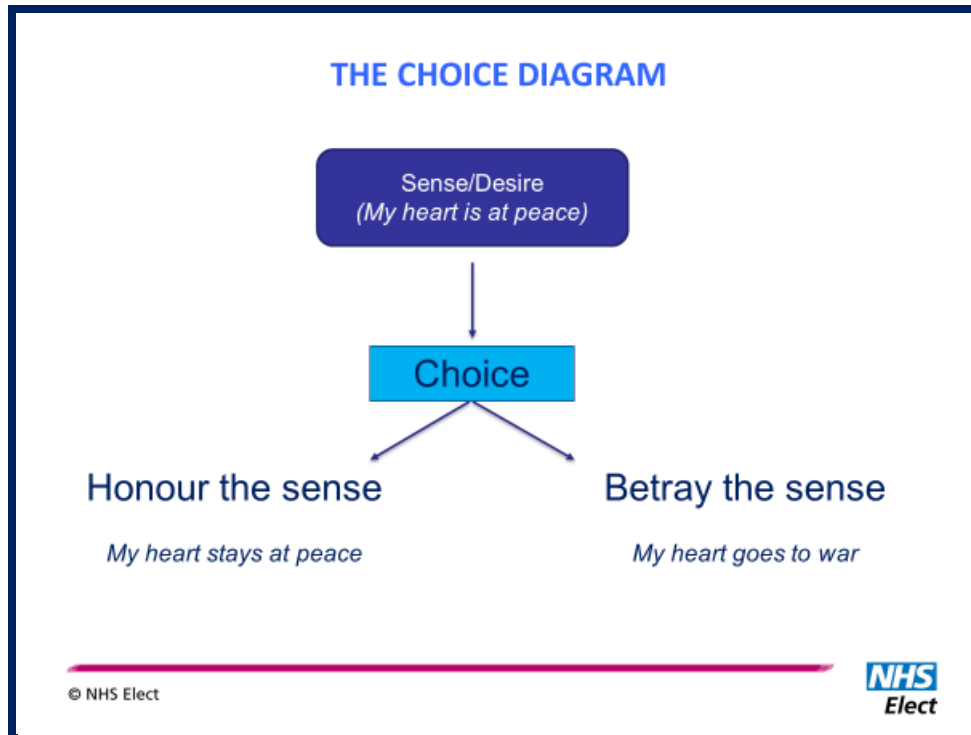 THE CHOICE DIAGRAM
Sense/Desire
(My heart is at peace)
Choice
Honour the sense
Betray the sense
My heart stays at peace
My heart goes to war
© NHS Elect
NHS
Elect